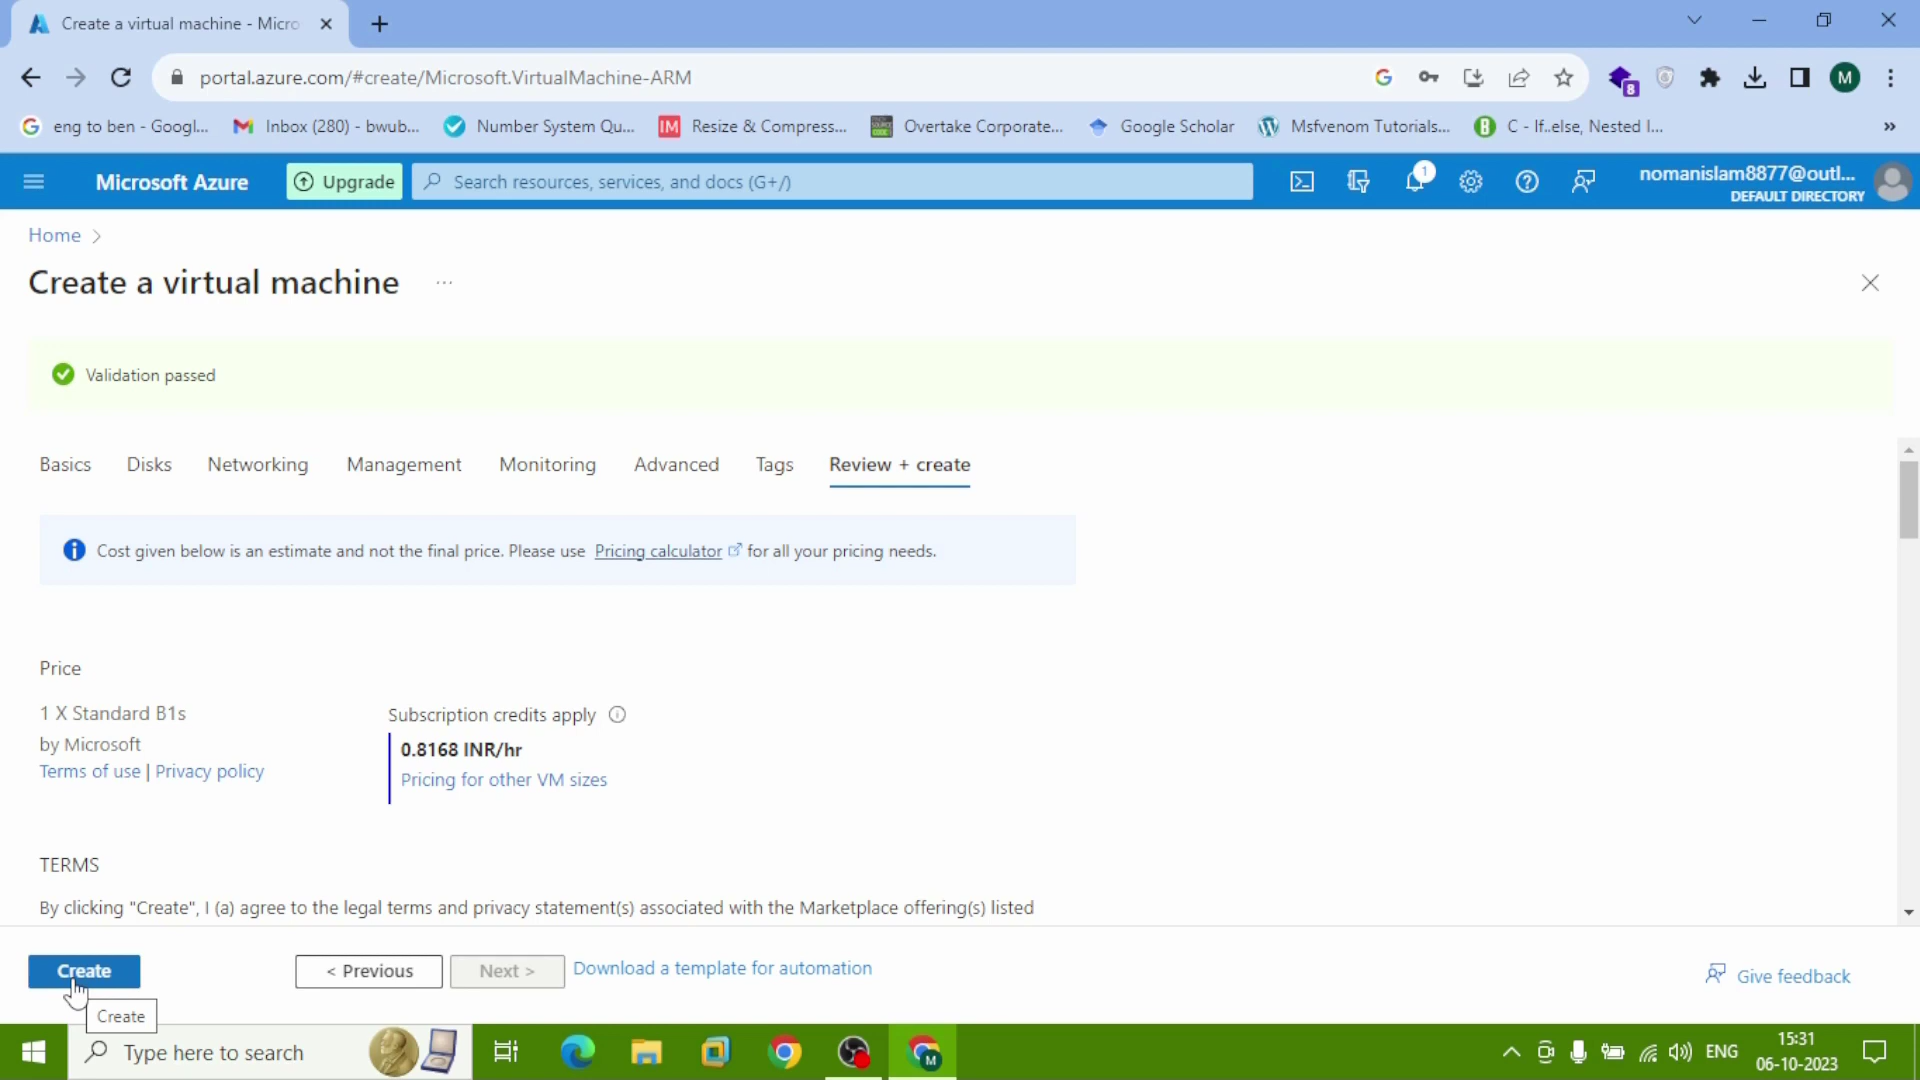 Create a virtual machine - Micro
portal.azure.com/#create/Microsoft.VirtualMachine-ARM
8
M
eng to ben - Googl...
Inbox (280) - bwub...
Number System Qu...
IM
Resize & Compress...
Overtake Corporate...
Google Scholar
Msfvenom Tutorials...
C - If..else, Nested I...
»
Microsoft Azure
Upgrade
Search resources, services, and docs (G+/)
1
nomanislam8877@outl...
DEFAULT DIRECTORY
Home
Create a virtual machine
...
Validation passed
Basics
Disks
Networking
Management
Monitoring
Advanced
Tags
Review + create
Cost given below is an estimate and not the final price. Please use Pricing calculator for all your pricing needs.
Price
1 X Standard B1s
by Microsoft
Terms of use | Privacy policy
Subscription credits apply
0.8168 INR/hr
Pricing for other VM sizes
TERMS
By clicking "Create", I (a) agree to the legal terms and privacy statement(s) associated with the Marketplace offering(s) listed
Create
< Previous
Next >
Download a template for automation
Give feedback
Create
Type here to search
M
ENG
15:31
06-10-2023